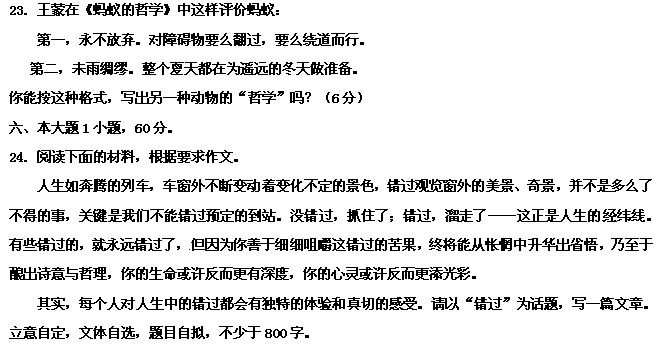 23．王蒙在《蚂蚁的哲学》中这样评价蚂蚁：
第一，永不放弃。对障碍物要么翻过，要么绕道而行。
第二，未雨绸缪。整个夏天都在为遥远的冬天做准备。
你能按这种格式，写出另一种动物的“哲学”吗？（6分）
六、本大题1小题，60分。
24．阅读下面的材料，根据要求作文。
人生如奔腾的列车，车窗外不断变动着变化不定的景色，错过观览窗外的美景、奇景，并不是多么了
不得的事，关键是我们不能错过预定的到站。没错过，抓住了；错过，溜走了——这正是人生的经纬线。
有些错过的，就永远错过了，但因为你善于细细咀嚼这错过的苦果，终将能从怅惘中升华出省悟，乃至于
酿出诗意与哲理，你的生命或许反而更有深度，你的心灵或许反而更添光彩。
其实，每个人对人生中的错过都会有独特的体验和真切的感受。请以“错过”为话题，写一篇文章。
立意自定，文体自选，题目自拟，不少于800字。